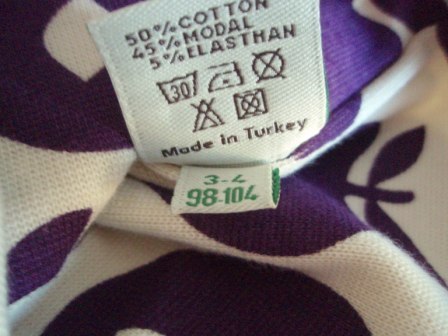 50% COTTON
45% MODAL
5% ELASTHAN
30
Made in Turkey
3-4
98-104